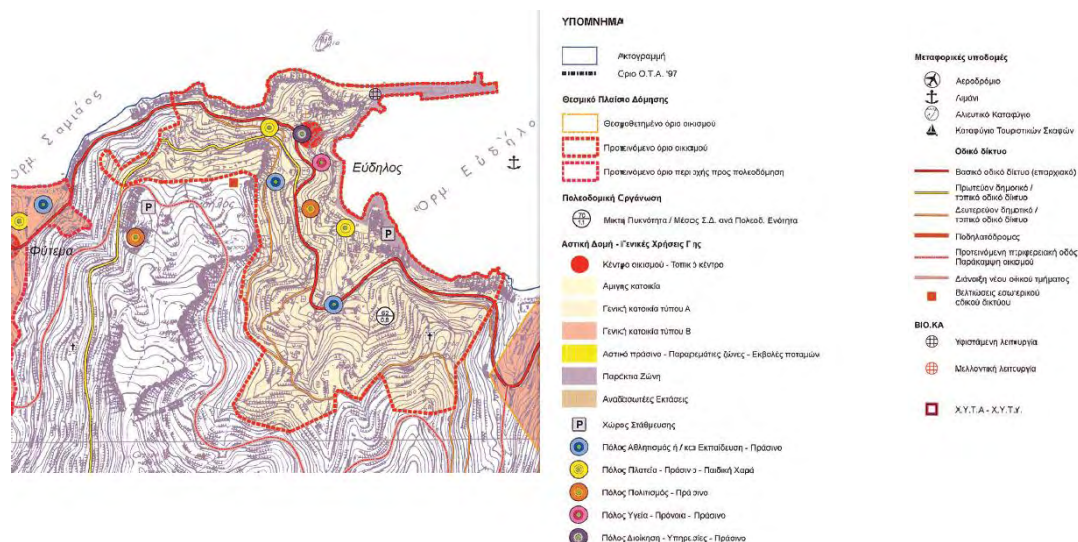 Ορμ. Σαμιάος
Εύδηλος
Όρμ. Εὐδήλο
Φύτεμα
Ρ
Ρ
ΥΠΟΜΝΗΜΑ
Ακτογραμμή
Οριο Ο.Τ.Α. '97
Θεσμικό Πλαίσιο Δόμησης
Θεσμοθετημένο όριο οικισμού
Προτεινόμενο όριο οικισμού
Προτεινόμενο όριο περιοχής προς πολεοδόμηση
Πολεοδομική Οργάνωση
Μικτή Πυκνότητα / Μέσος Σ.Δ. ανά Πολεοδ. Ενότητα
Αστική Δομή - Γενικές Χρήσεις Γης
Κέντρο οικισμού - Τοπικό κέντρο
Αμιγής κατοικία
Γενική κατοικία τύπου Α
Γενική κατοικία τύπου Β
Αστικό πράσινο - Παραρεμάτιες ζώνες - Εκβολές ποταμών
Παράκτια Ζώνη
Αναδασωτέες Εκτάσεις
P Χώρος Στάθμευσης
Πόλος Αθλητισμός ή / και Εκπαίδευση - Πράσινο
Πόλος Πλατεία - Πράσινο - Παιδική Χαρά
Πόλος Πολιτισμός - Πράσινο
Πόλος Υγεία - Πρόνοια - Πράσινο
Πόλος Διοίκηση - Υπηρεσίες - Πράσινο
Μεταφορικές υποδομές
Αεροδρόμιο
Λιμάνι
Αλιευτικό Καταφύγιο
Καταφύγιο Τουριστικών Σκαφών
Οδικό δίκτυο
Βασικό οδικό δίκτυο (επαρχιακό)
Πρωτεύον δημοτικό /
τοπικό οδικό δίκτυο
Δευτερεύον δημοτικό /
τοπικό οδικό δίκτυο
Ποδηλατόδρομος
Προτεινόμενη περιφερειακή οδός
Παράκαμψη οικισμού
Διάνοιξη νέου οδικού τμήματος
Βελτιώσεις εσωτερικού
οδικού δικτύου
ΒΙΟ.ΚΑ
Υφιστάμενη λειτουργία
Μελλοντική λειτουργία
Χ.Υ.Τ.Α - Χ.Υ.Τ.Υ.